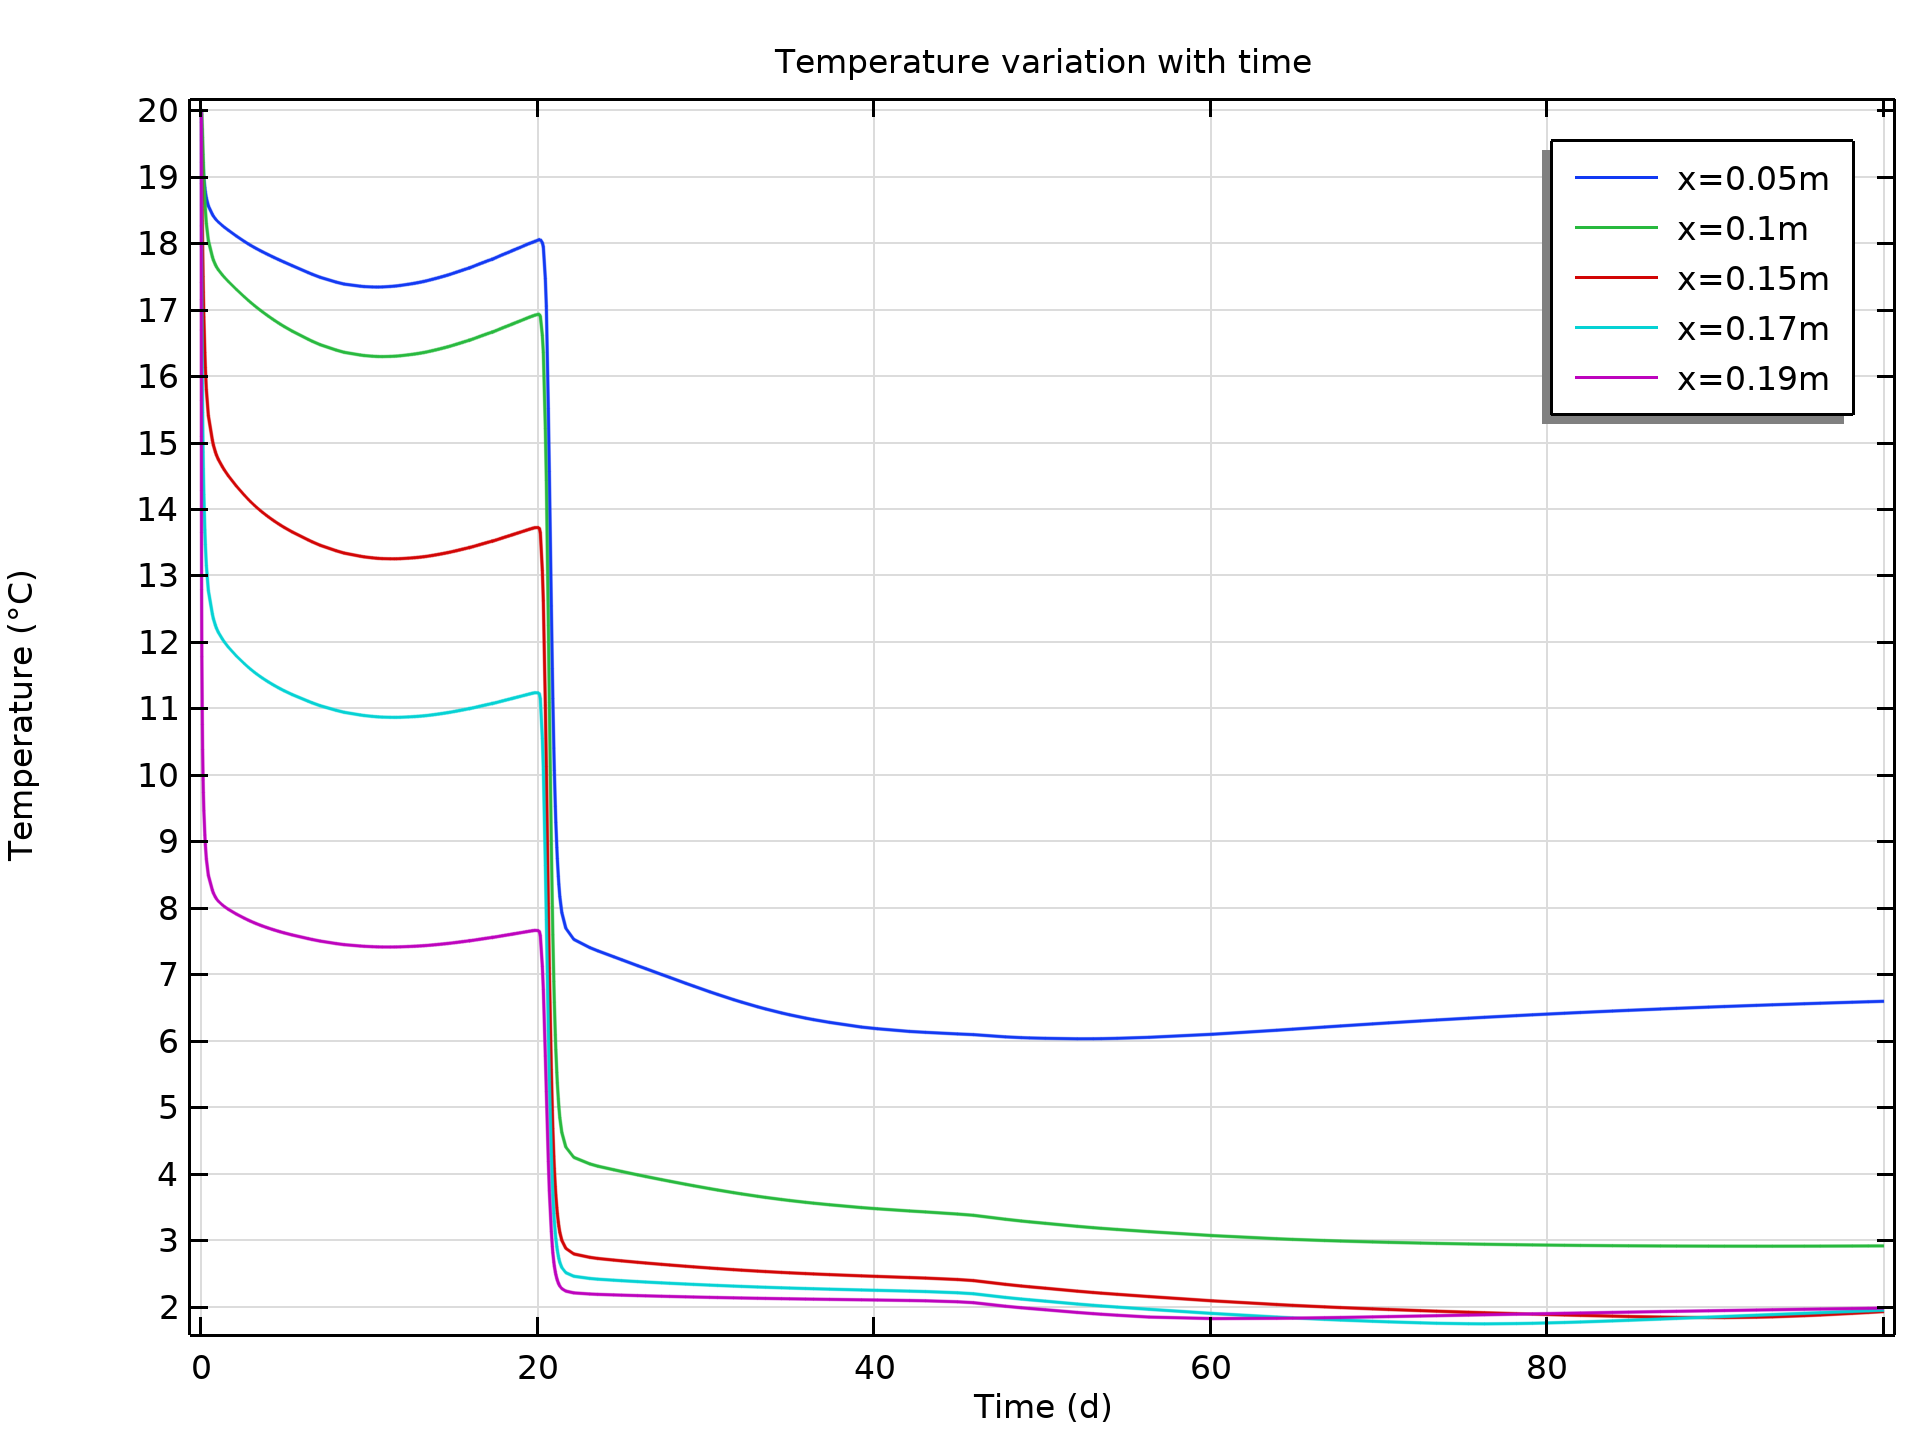 Temperature variation with time
20
19
18
17
16
15
14
13
12
11
10
9
8
7
6
5
4
3
2
Temperature (°C)
x=0.05m
x=0.1m
x=0.15m
x=0.17m
x=0.19m
0 20 40 60 80
Time (d)